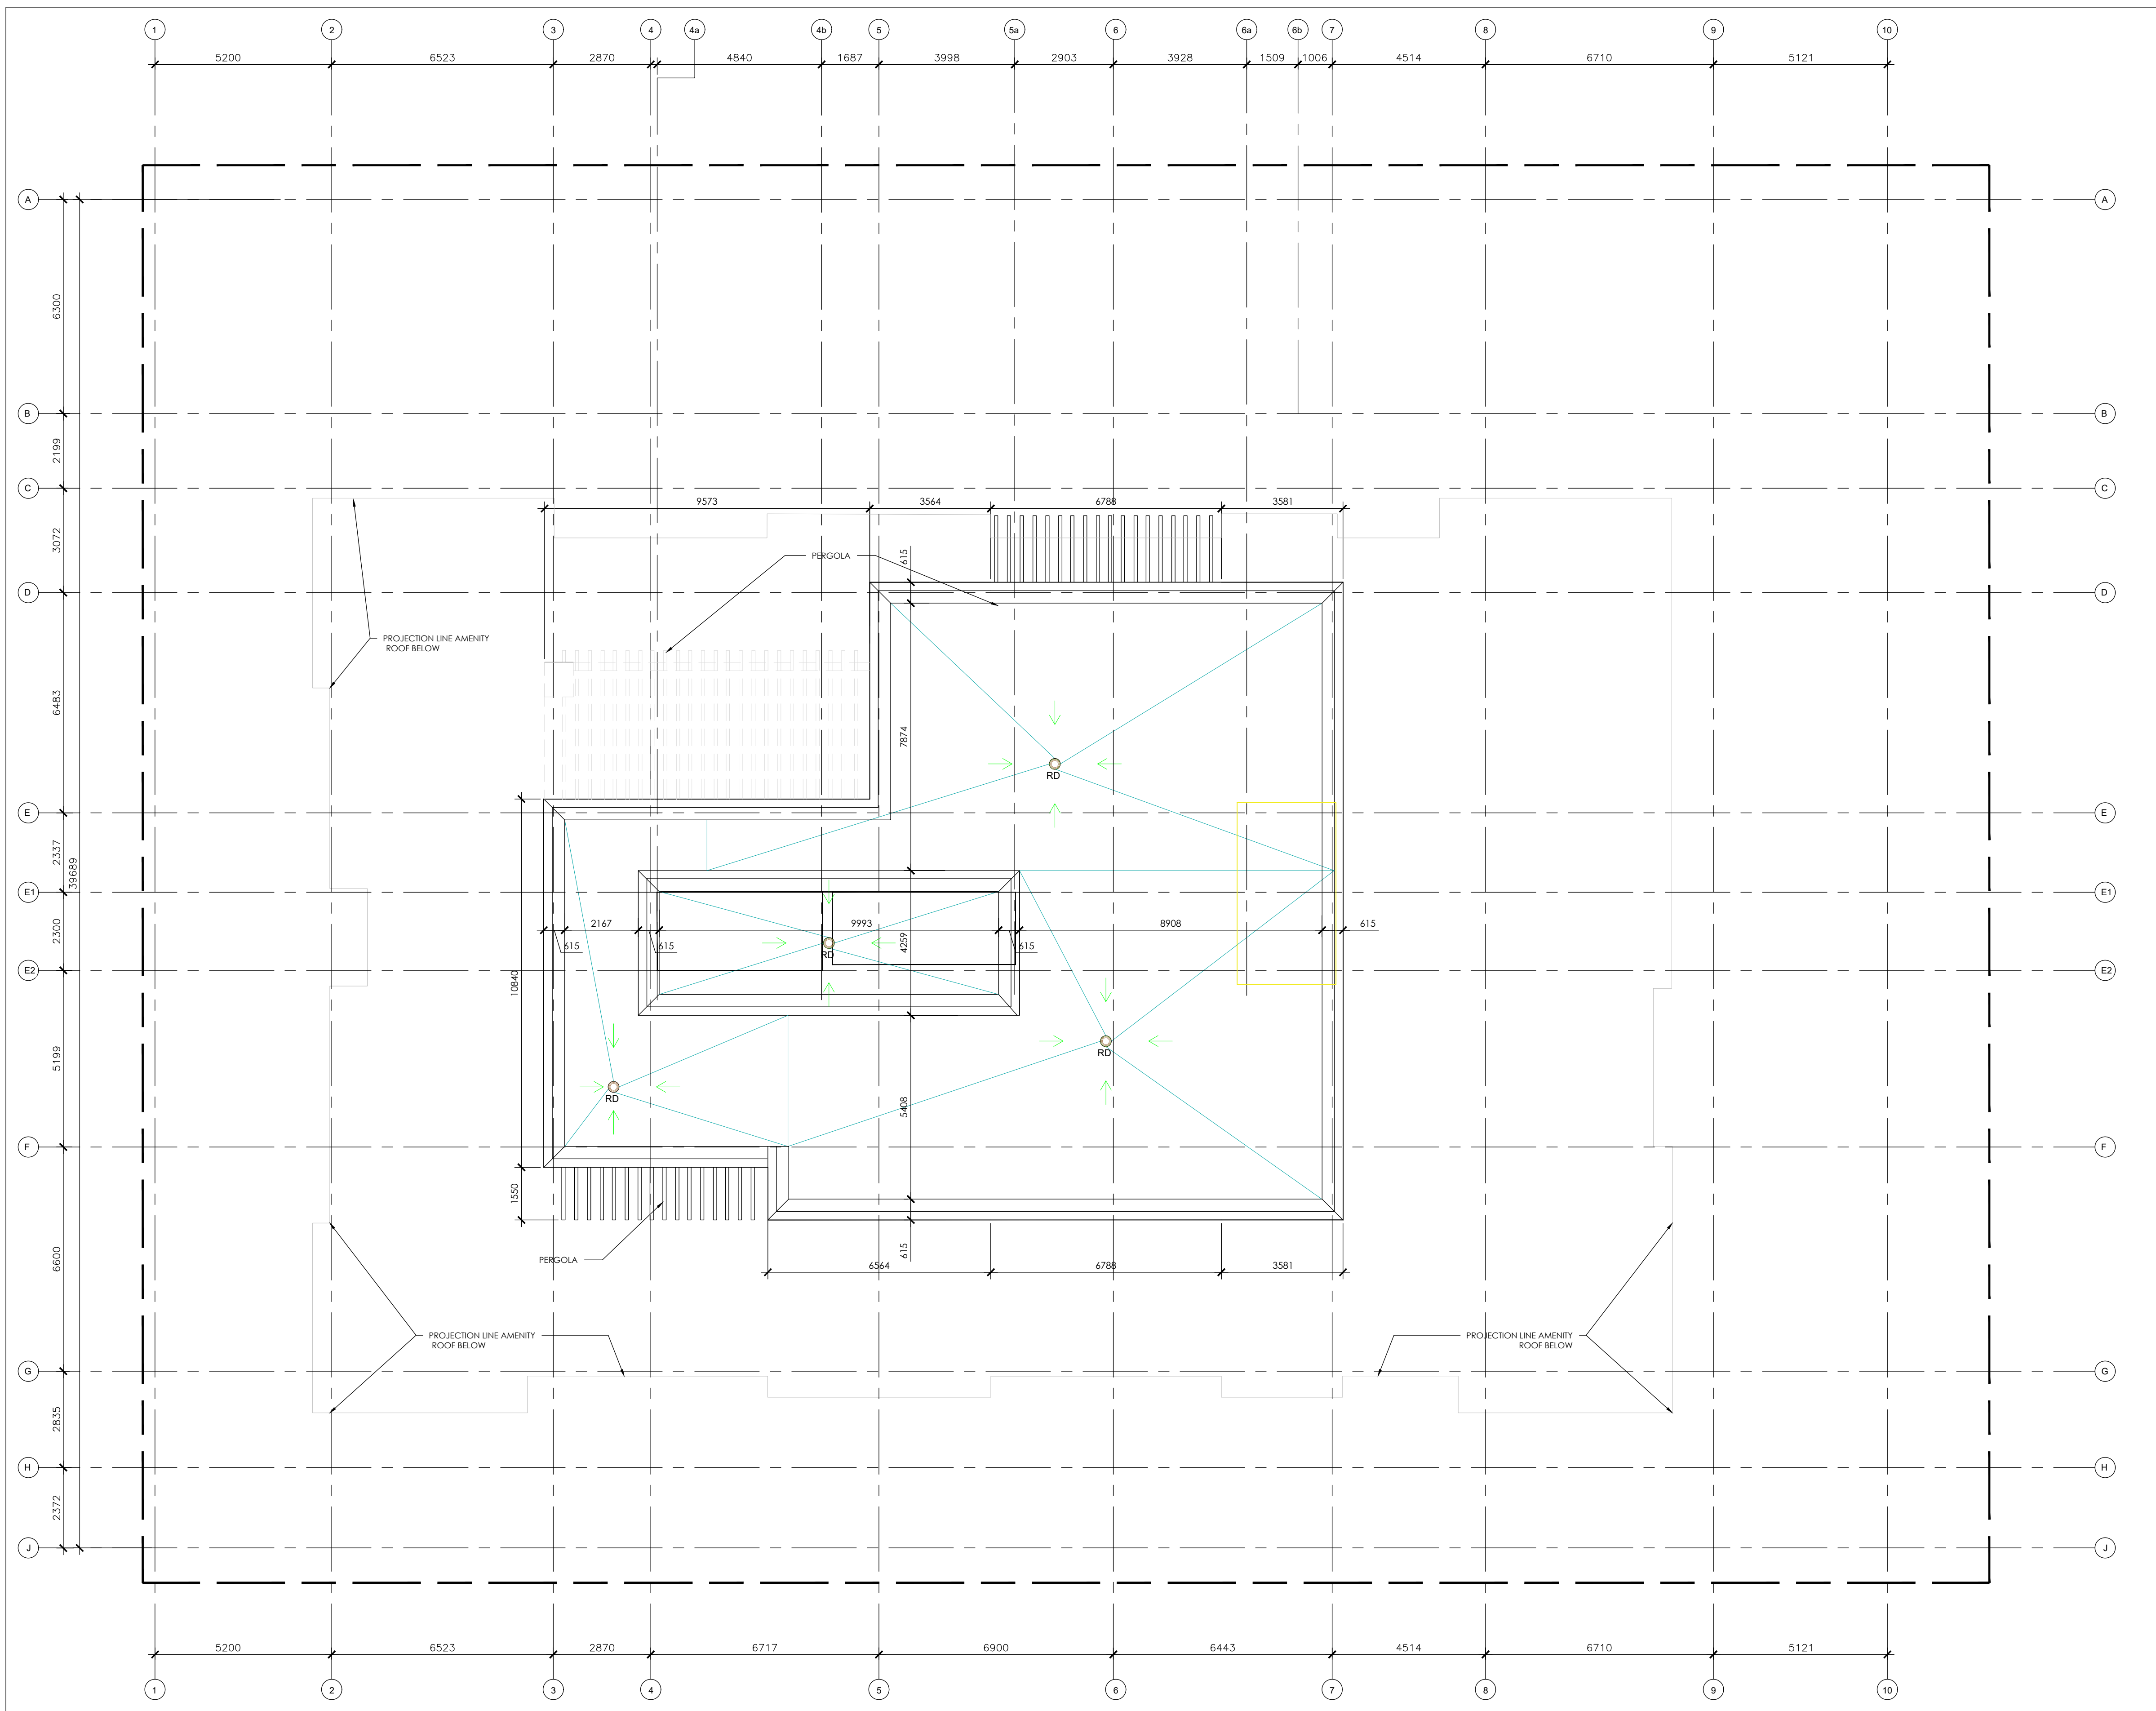 1 2 3 4 4a 4b 5 5a 6 6a 6b 7 8 9 10
5200 6523 2870 4840 1687 3998 2903 3928 1509 1006 4514 6710 5121
A A
6300
B B
2199
C C
9573 3564 6788 3581
3072
PERGOLA
615
D D
PROJECTION LINE AMENITY
ROOF BELOW
6483
7874
RD
E E
2337
39689
E1 E1
2300
2167 9993 8908 615
615 615 4259 615
RD
E2 E2
10840
RD
5199
RD
5408
F F
1550
6600
PERGOLA
615
6564 6788 3581
PROJECTION LINE AMENITY
ROOF BELOW
PROJECTION LINE AMENITY
ROOF BELOW
G G
2835
H H
2372
J J
5200 6523 2870 6717 6900 6443 4514 6710 5121
1 2 3 4 5 6 7 8 9 10